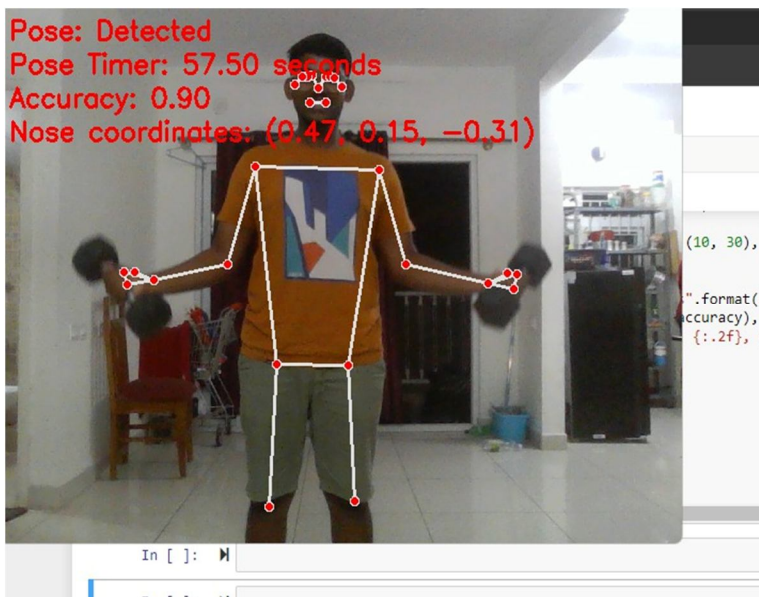 Pose: Detected
Pose Timer: 57.50 seconds
Accuracy: 0.90
Nose coordinates: (0.47, 0.15, -0.31)
(10, 30),
".format(
accuracy),
{:.2f},
In [ ]: